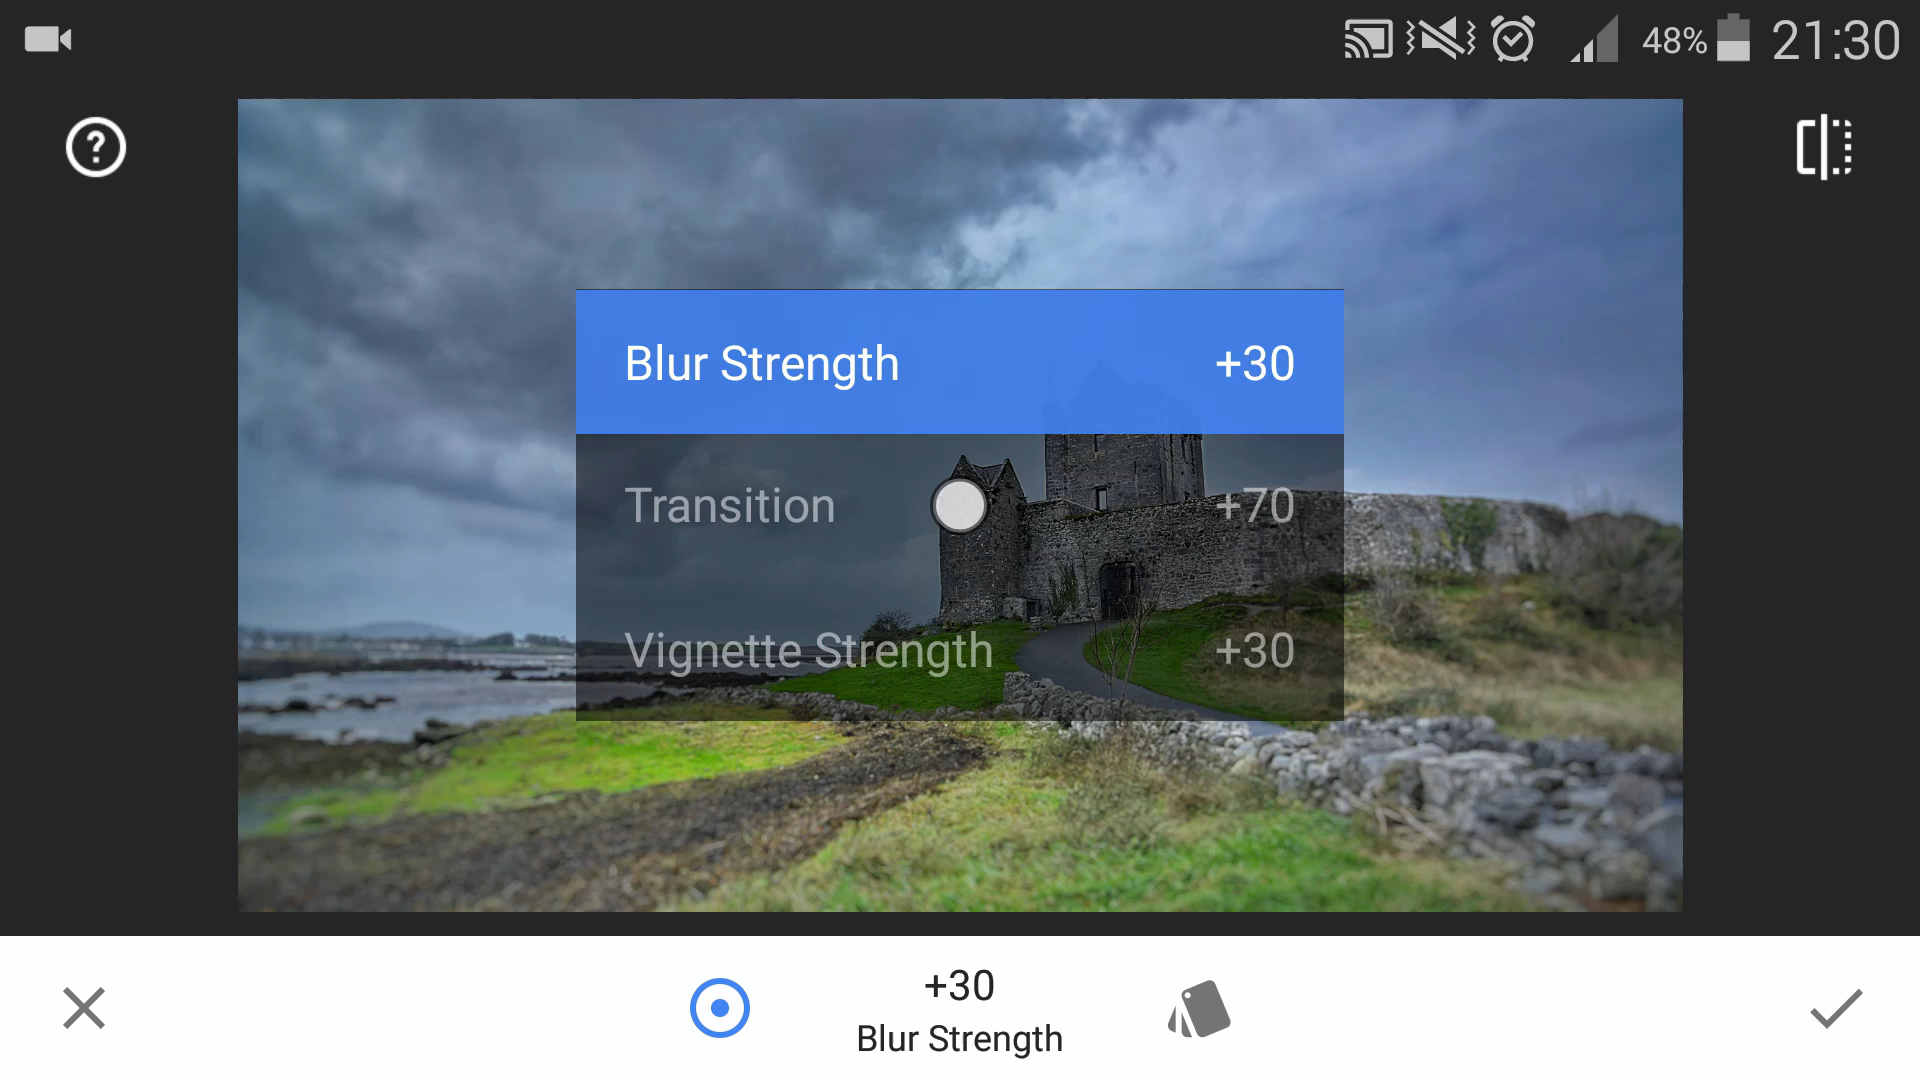 48% 21:30
?
Blur Strength +30
Transition +70
Vignette Strength +30
+30
Blur Strength